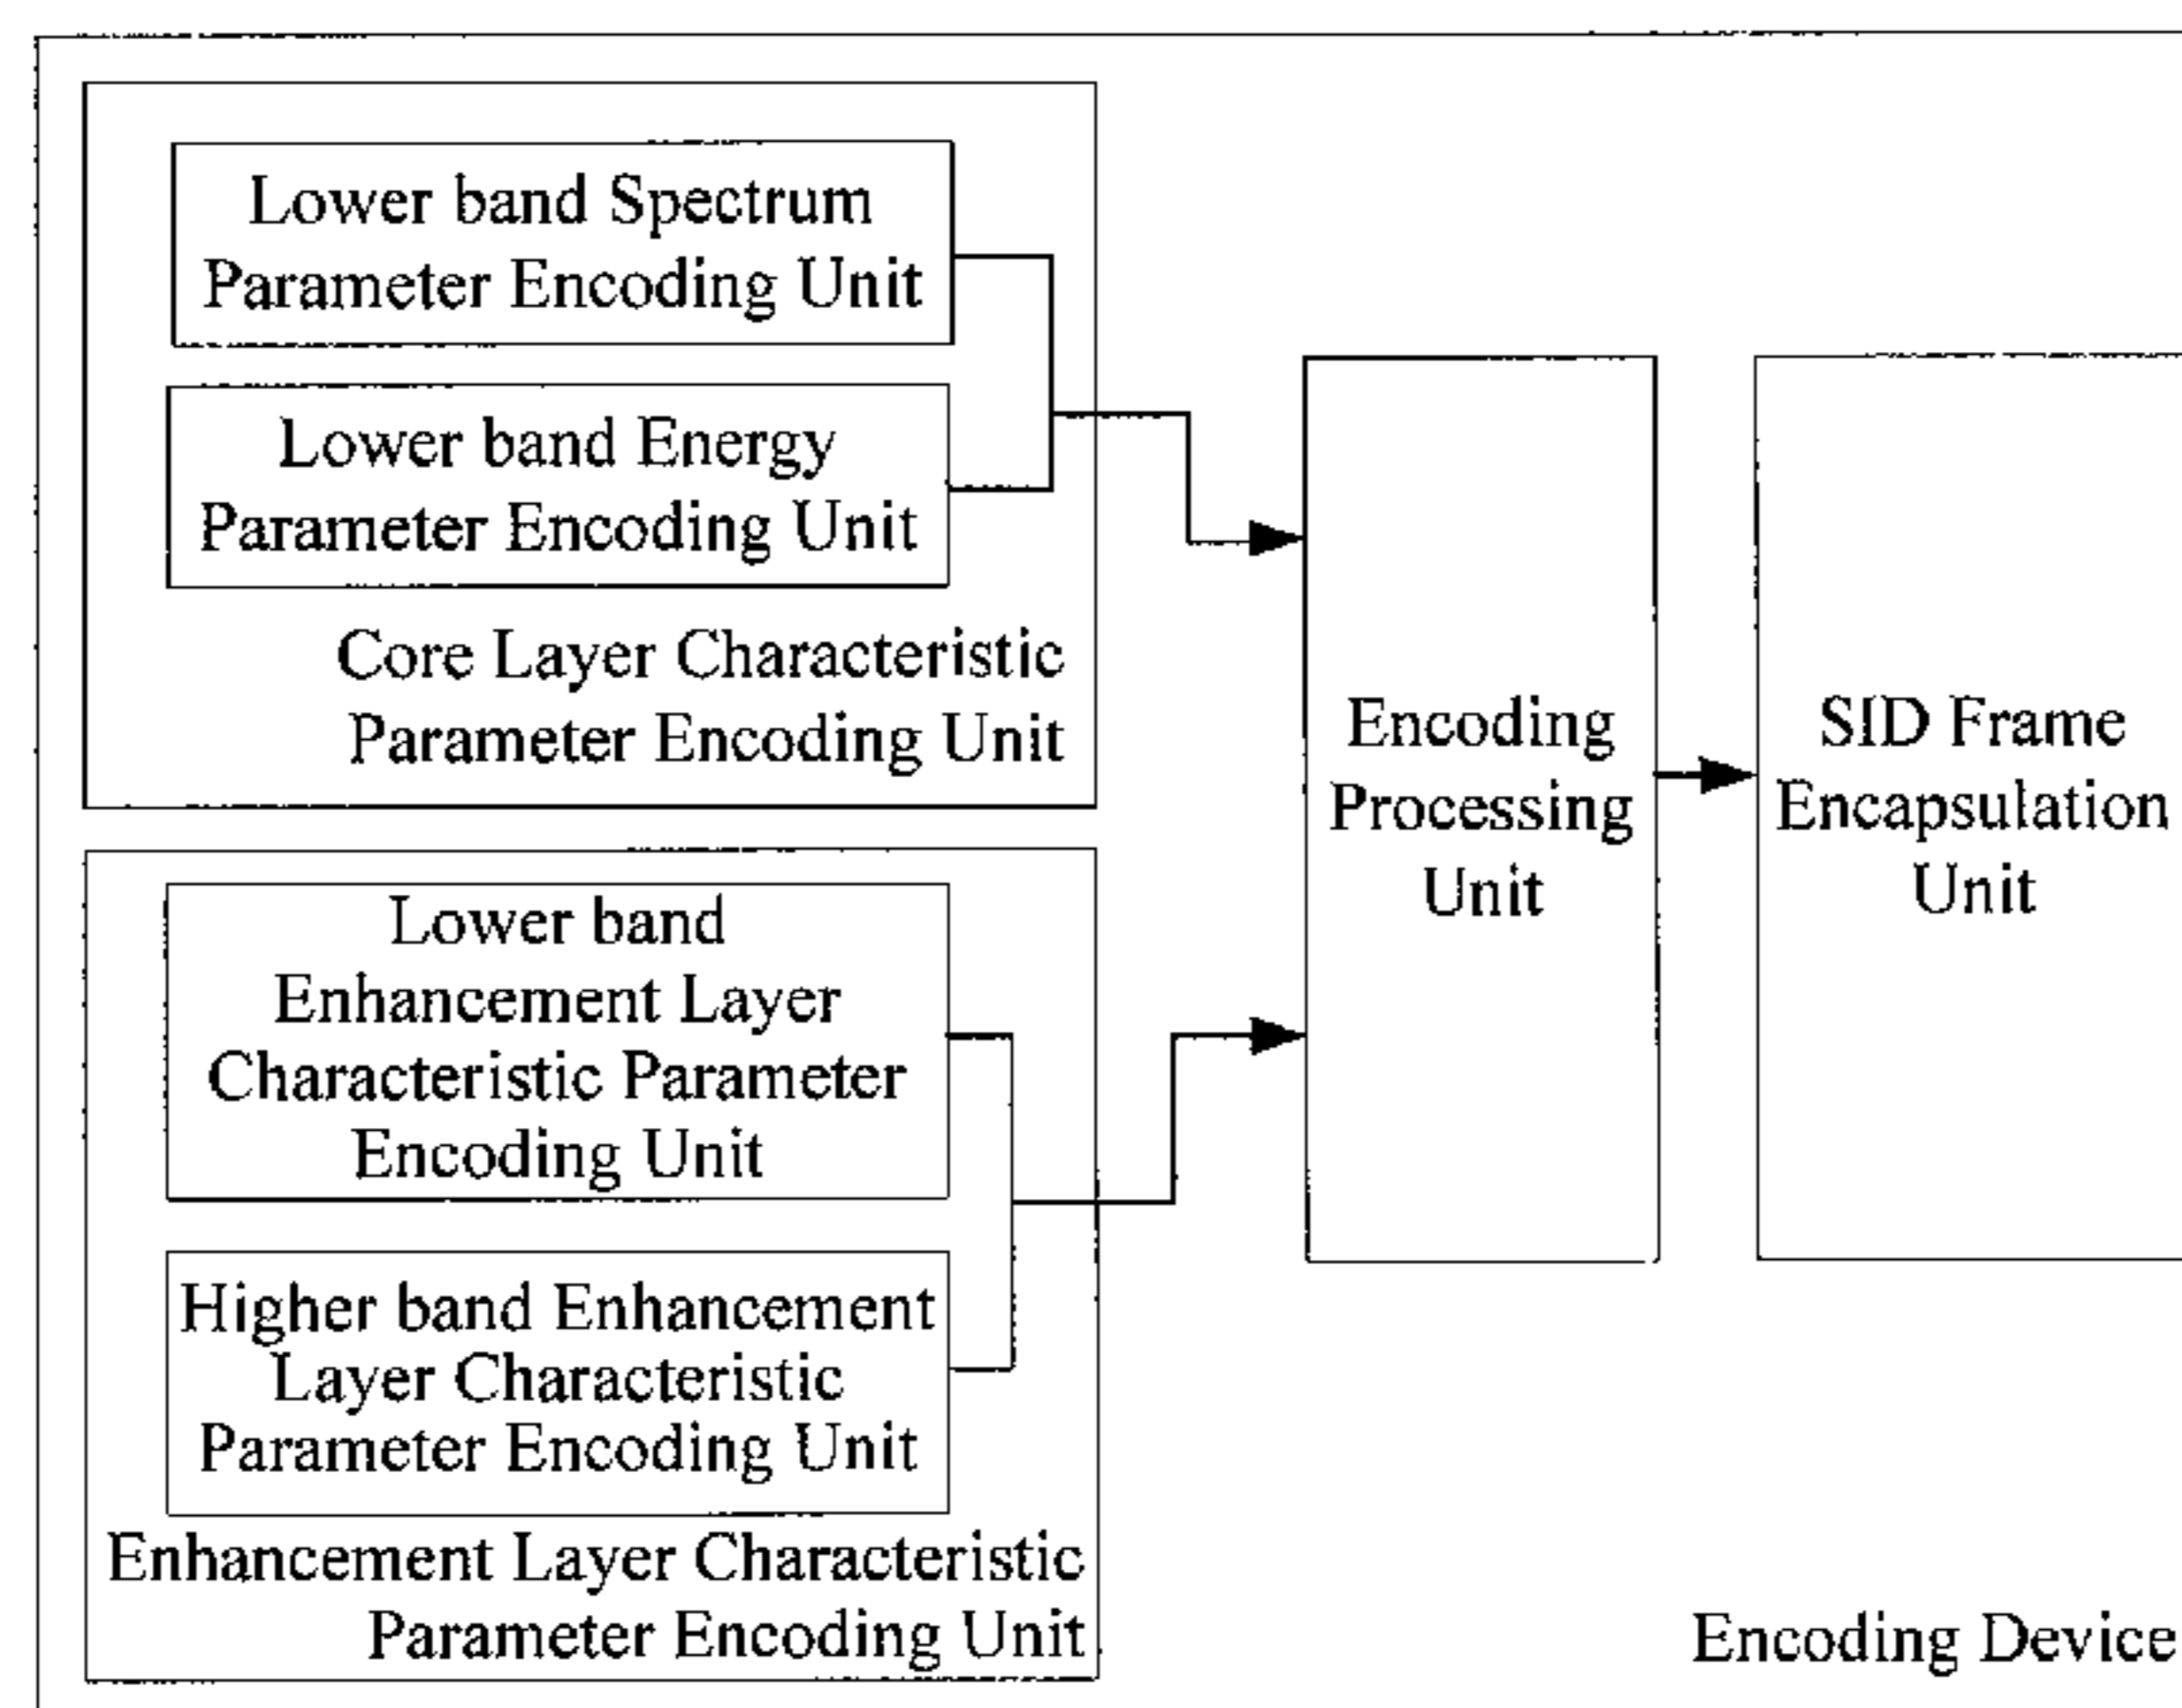 Lower band Spectrum
Parameter Encoding Unit
Lower band Energy
Parameter Encoding Unit
Core Layer Characteristic
Parameter Encoding Unit
Lower band
Enhancement Layer
Characteristic Parameter
Encoding Unit
Higher band Enhancement
Layer Characteristic
Parameter Encoding Unit
Enhancement Layer Characteristic
Parameter Encoding Unit
Encoding
Processing
Unit
SID Frame
Encapsulation
Unit
Encoding Device